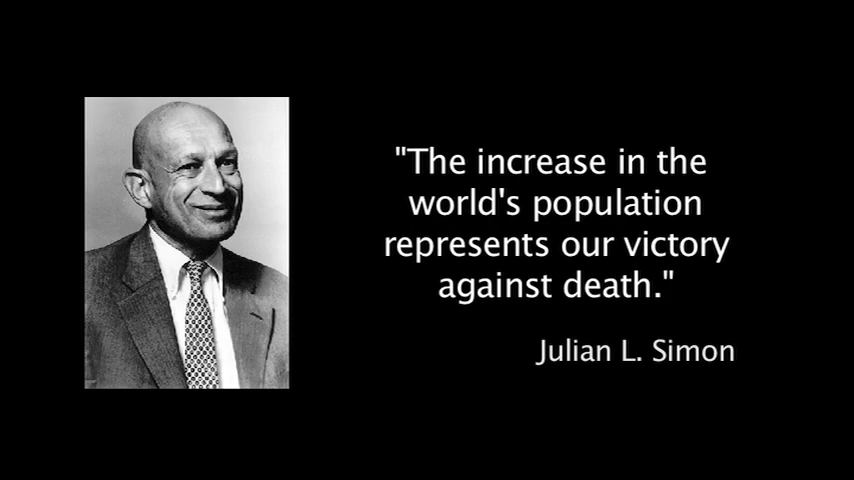 "The increase in the
world's population
represents our victory
against death."
Julian L. Simon